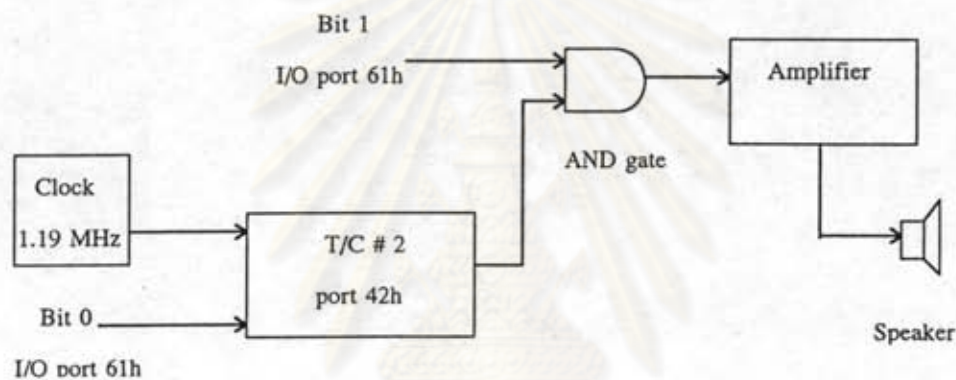 Bit 1
I/O port 61h
Amplifier
AND gate
Clock
1.19 MHz
T/C # 2
port 42h
Bit 0
I/O port 61h
Speaker